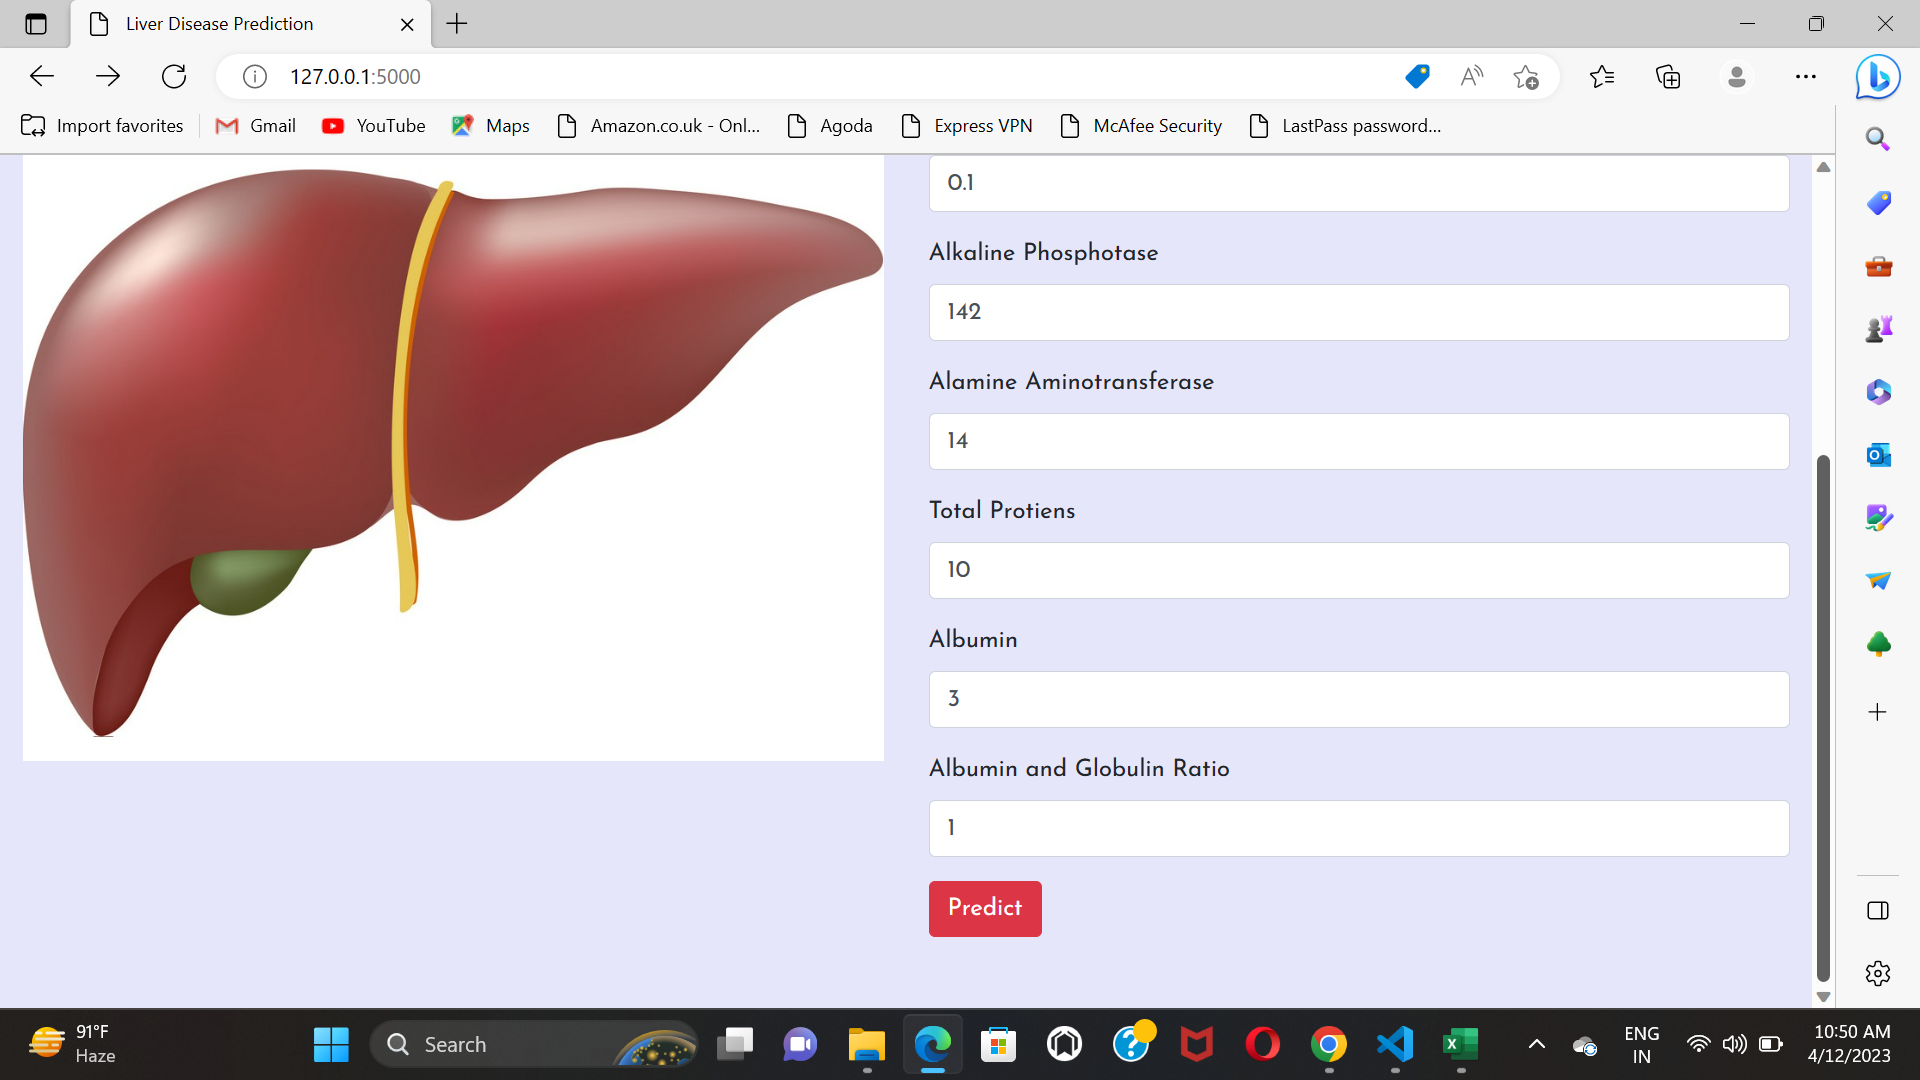 Liver Disease Prediction
127.0.0.1:5000
Import favorites
Gmail
YouTube
Maps
Amazon.co.uk - Onl...
Agoda
Express VPN
McAfee Security
LastPass password...
0.1
Alkaline Phosphotase
142
Alamine Aminotransferase
14
Total Protiens
10
Albumin
3
Albumin and Globulin Ratio
1
Predict
91°F
Haze
Search
ENG
IN
10:50 AM
4/12/2023